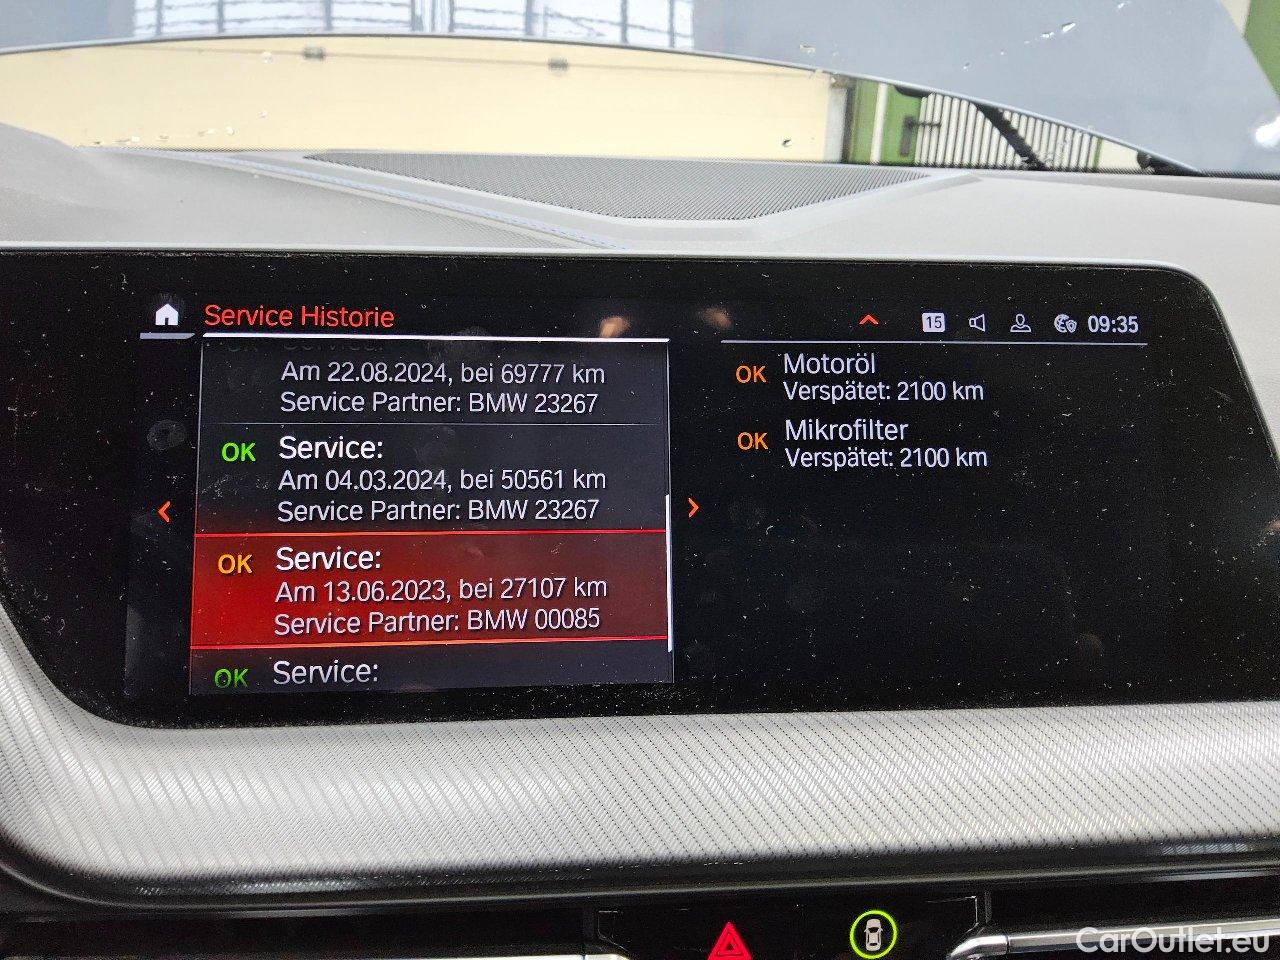 Service Historie
15
09:35
Am 22.08.2024, bei 69777 km
Service Partner: BMW 23267
OK Service:
Am 04.03.2024, bei 50561 km
Service Partner: BMW 23267
OK Service:
Am 13.06.2023, bei 27107 km
Service Partner: BMW 00085
OK Service:
OK Motoröl
Verspätet: 2100 km
OK Mikrofilter
Verspätet: 2100 km
CarOutlet.eu